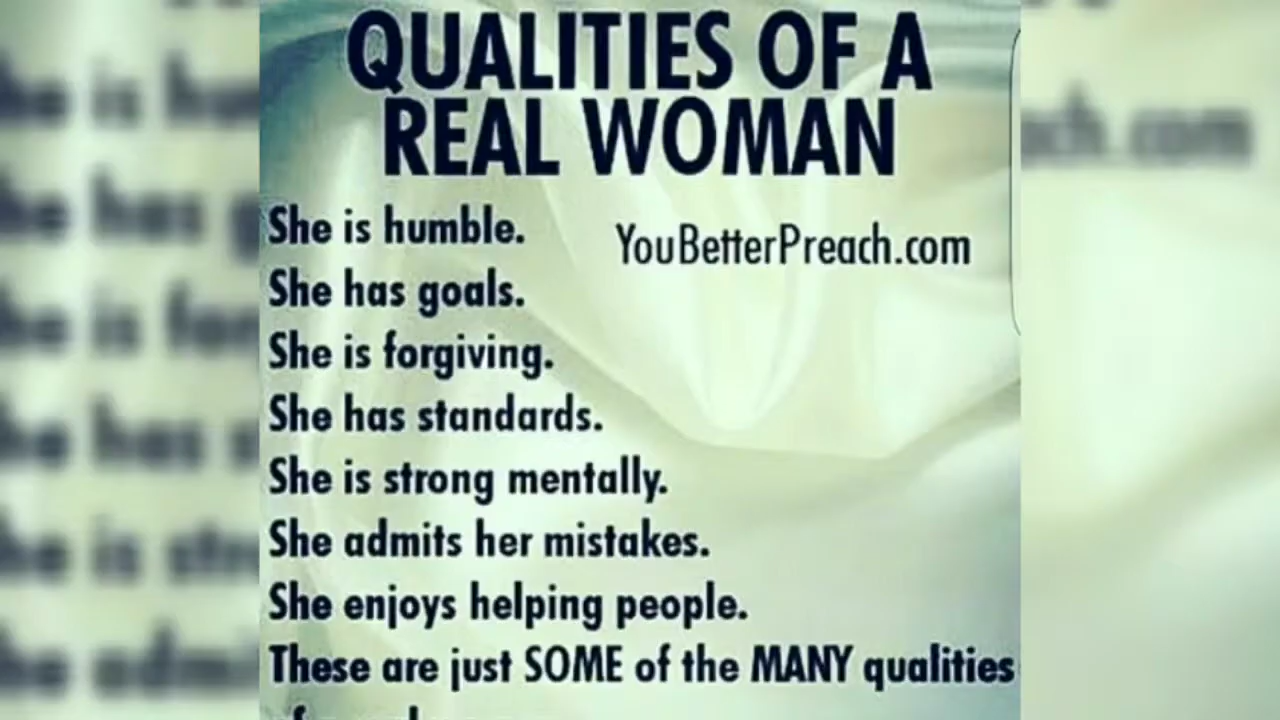 QUALITIES OF A
REAL WOMAN
She is humble.
YouBetterPreach.com
She has goals.
She is forgiving.
She has standards.
She is strong mentally.
She admits her mistakes.
She enjoys helping people.
These are just SOME of the MANY qualities